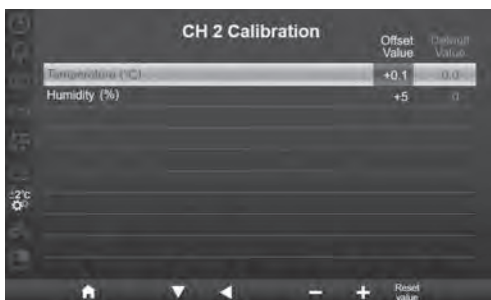 CH 2 Calibration
Offset Value
Default Value
Temperature (°C) +0.1 0.0
Humidity (%) +5 0
±2°C
Reset value